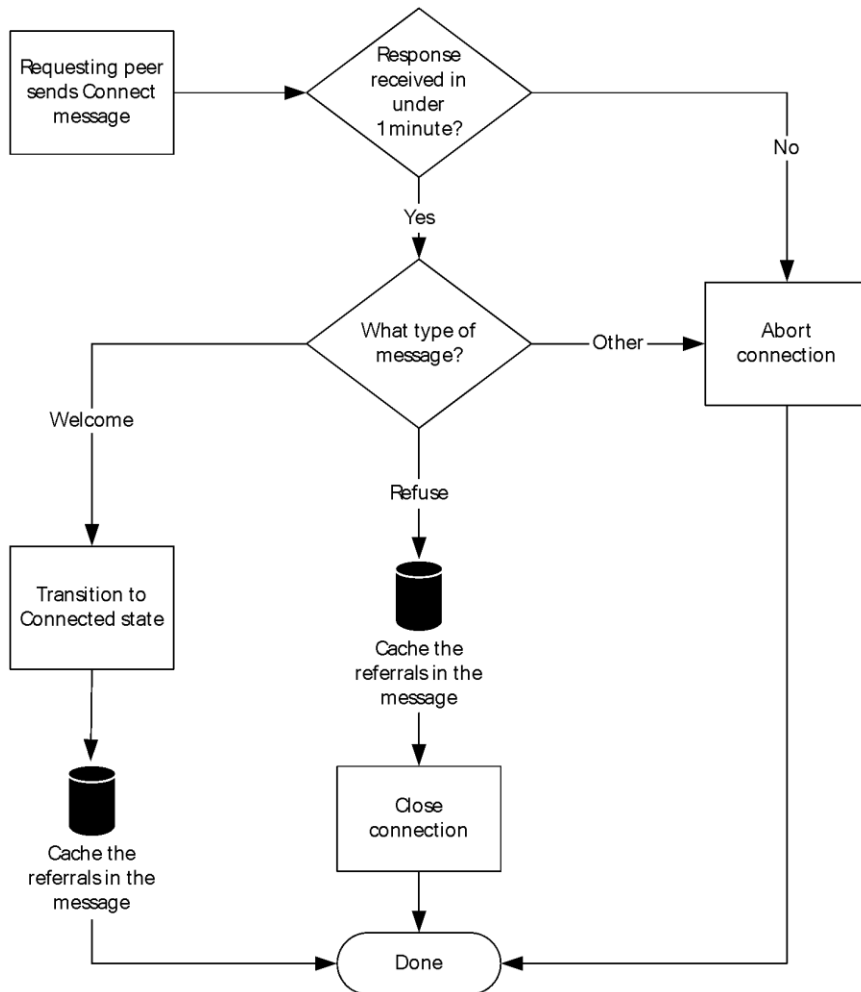 Requesting peer
sends Connect
message
Response
received in
under
1 minute?
No
Yes
What type of
message?
Other
Abort
connection
Welcome
Refuse
Transition to
Connected state
Cache the
referrals in the
message
Close
connection
Cache the
referrals in the
message
Done